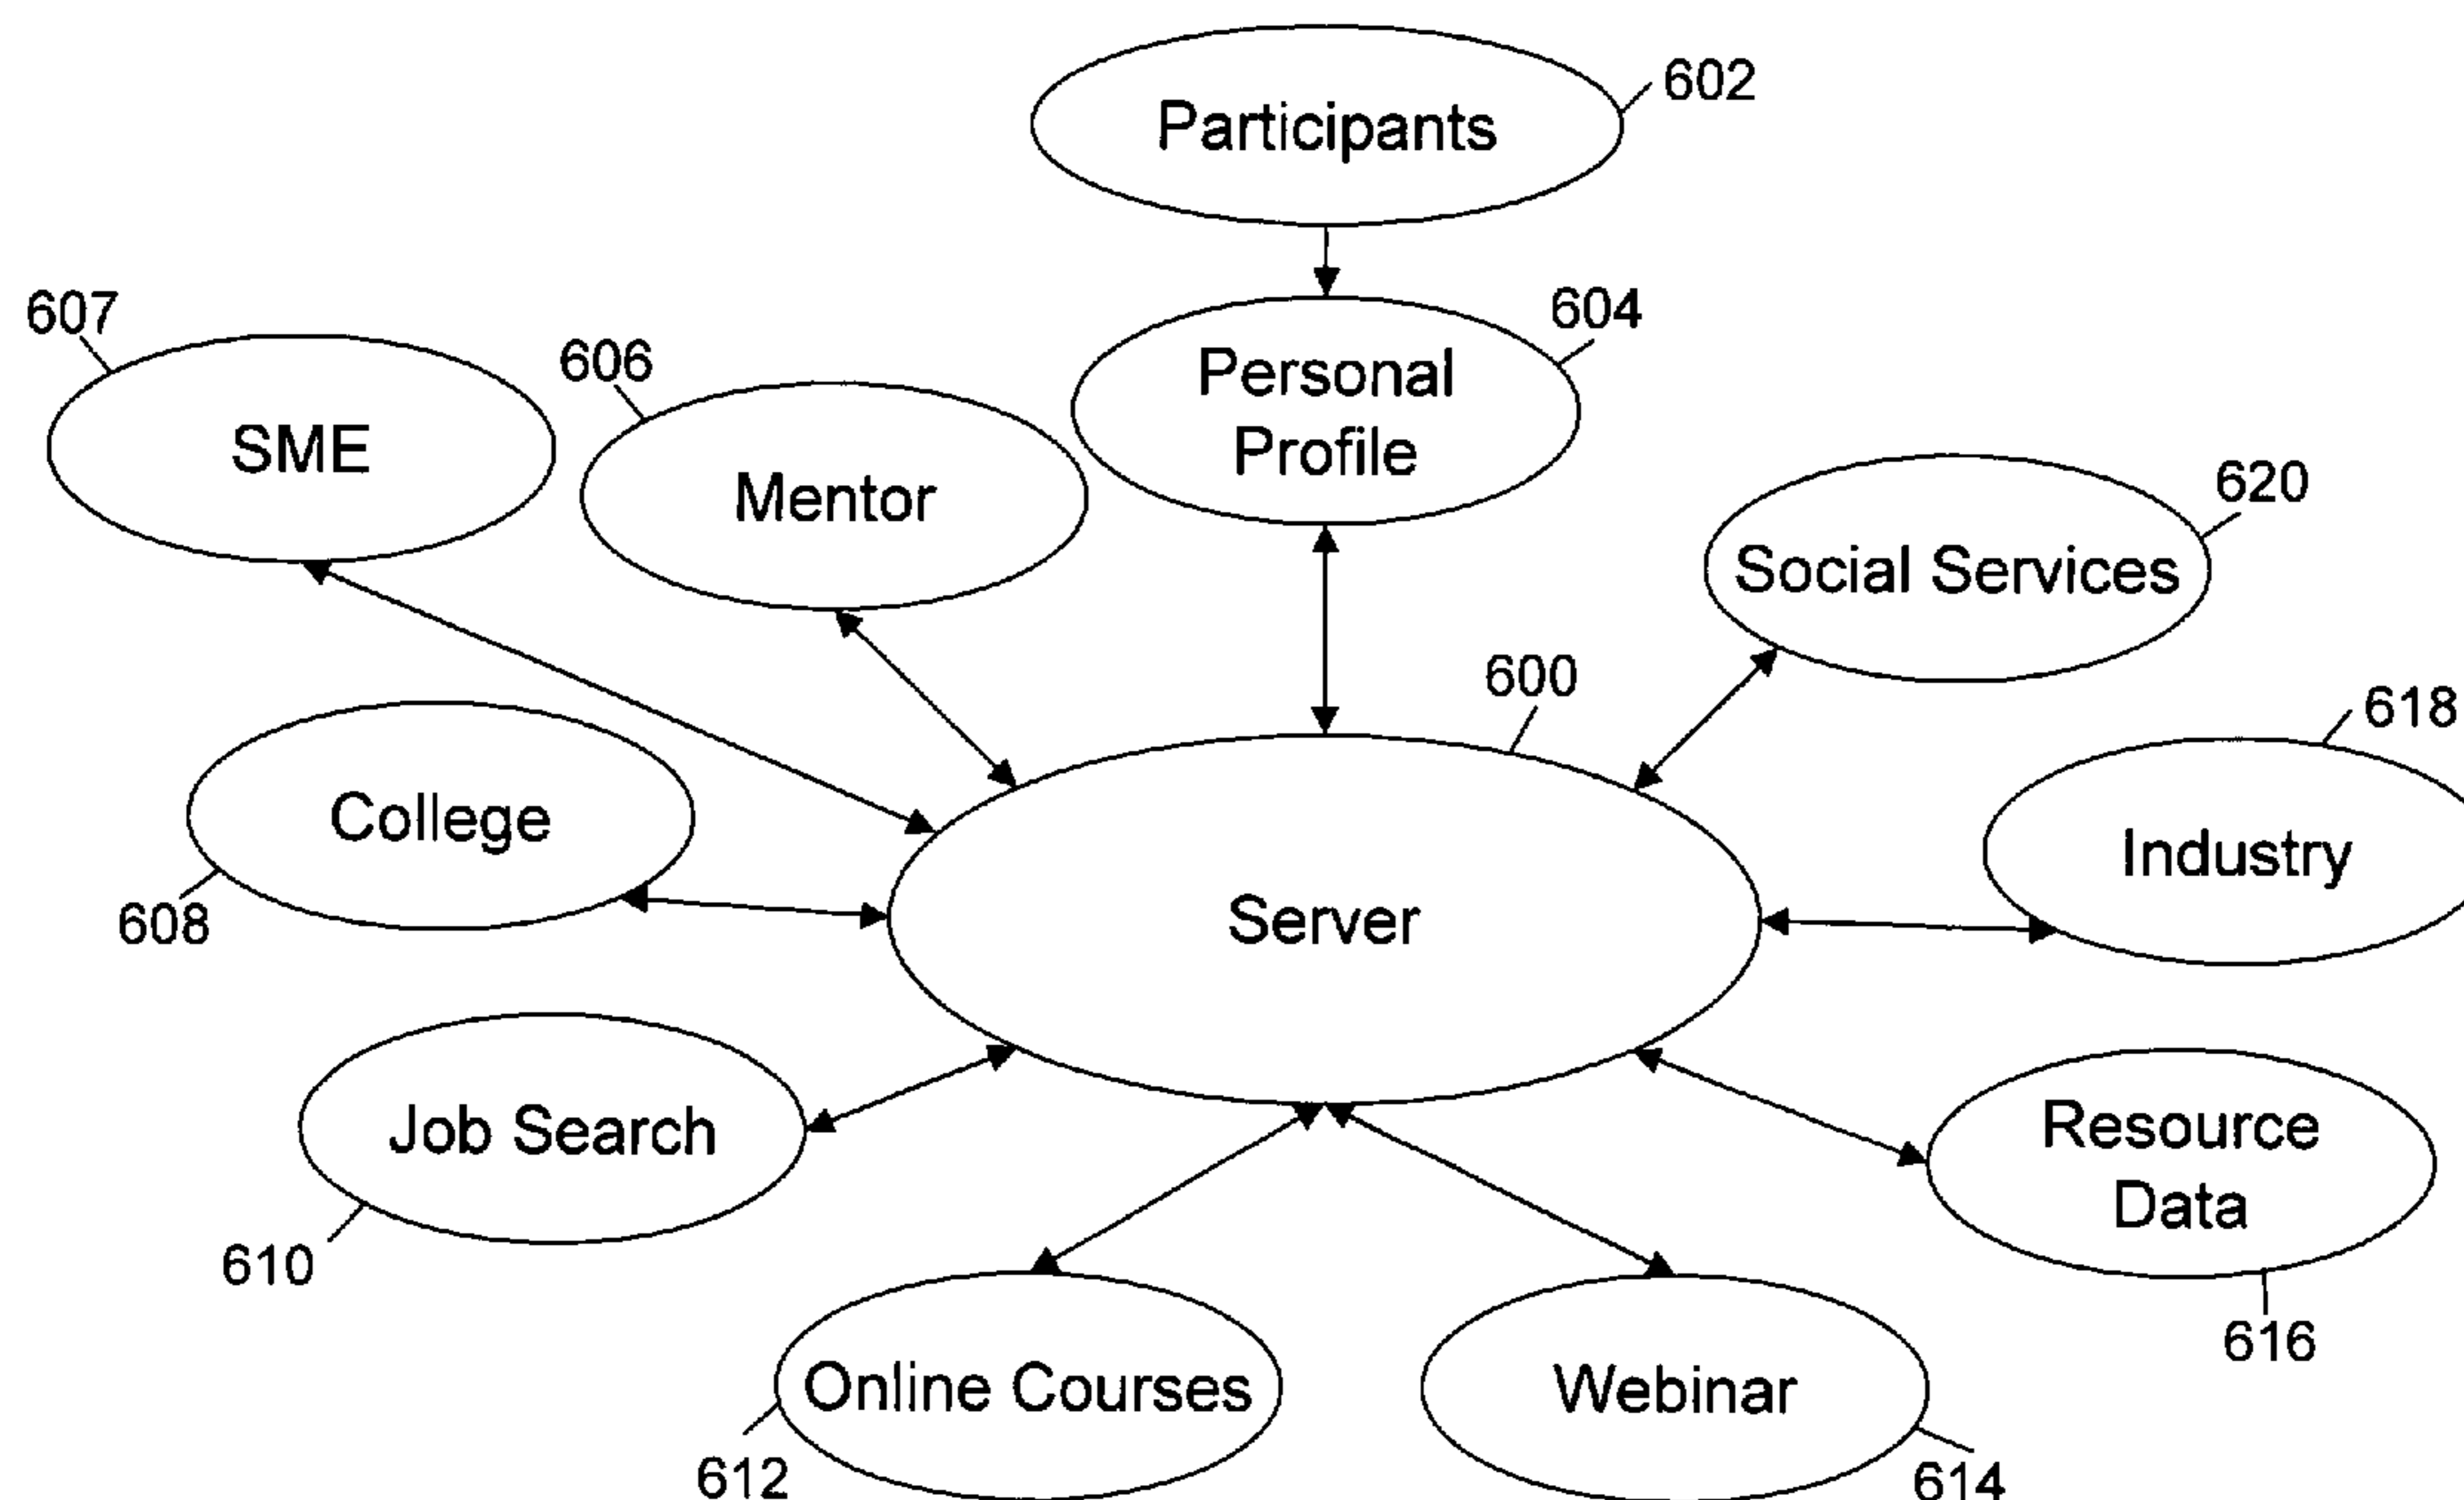 Participants
602
607
606
604
SME
Mentor
Personal
Profile
620
Social Services
600
618
College
608
Server
Industry
Job Search
610
Resource
Data
616
Online Courses
612
Webinar
614